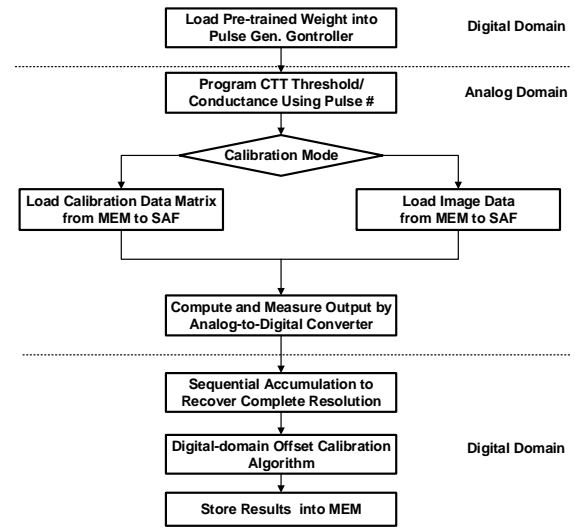 Load Pre-trained Weight into
Pulse Gen. Gontroller
Digital Domain
Program CTT Threshold/
Conductance Using Pulse #
Analog Domain
Calibration Mode
Load Calibration Data Matrix
from MEM to SAF
Load Image Data
from MEM to SAF
Compute and Measure Output by
Analog-to-Digital Converter
Sequential Accumulation to
Recover Complete Resolution
Digital-domain Offset Calibration
Algorithm
Digital Domain
Store Results into MEM